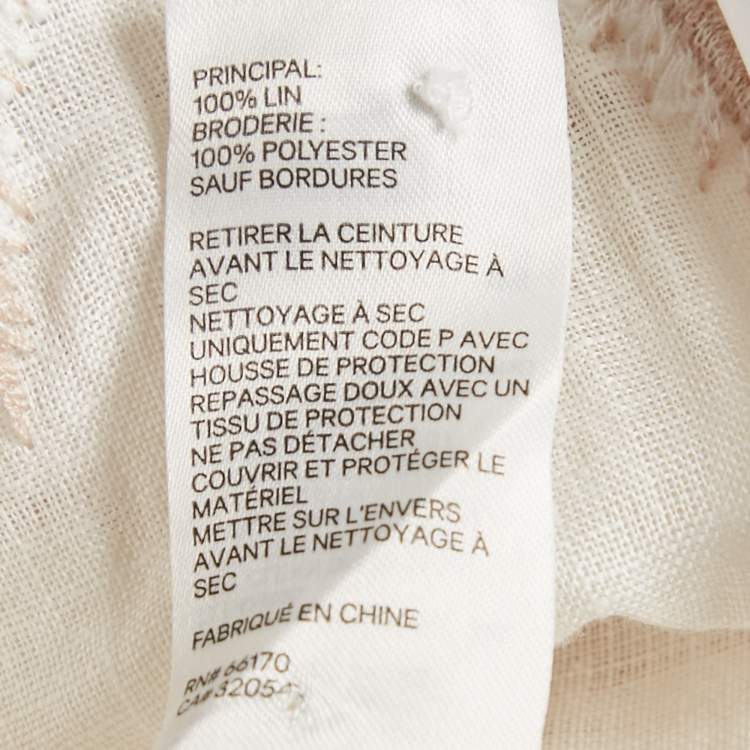 PRINCIPAL:
100% LIN
BRODERIE :
100% POLYESTER
SAUF BORDURES
RETIRER LA CEINTURE
AVANT LE NETTOYAGE À
SEC
NETTOYAGE À SEC
UNIQUEMENT CODE P AVEC
HOUSSE DE PROTECTION
REPASSAGE DOUX AVEC UN
TISSU DE PROTECTION
NE PAS DÉTACHER
COUVRIR ET PROTÉGER LE
MATÉRIEL
METTRE SUR L'ENVERS
AVANT LE NETTOYAGE À
SEC
FABRIQUÉ EN CHINE
RN# 66170
CA# 32054